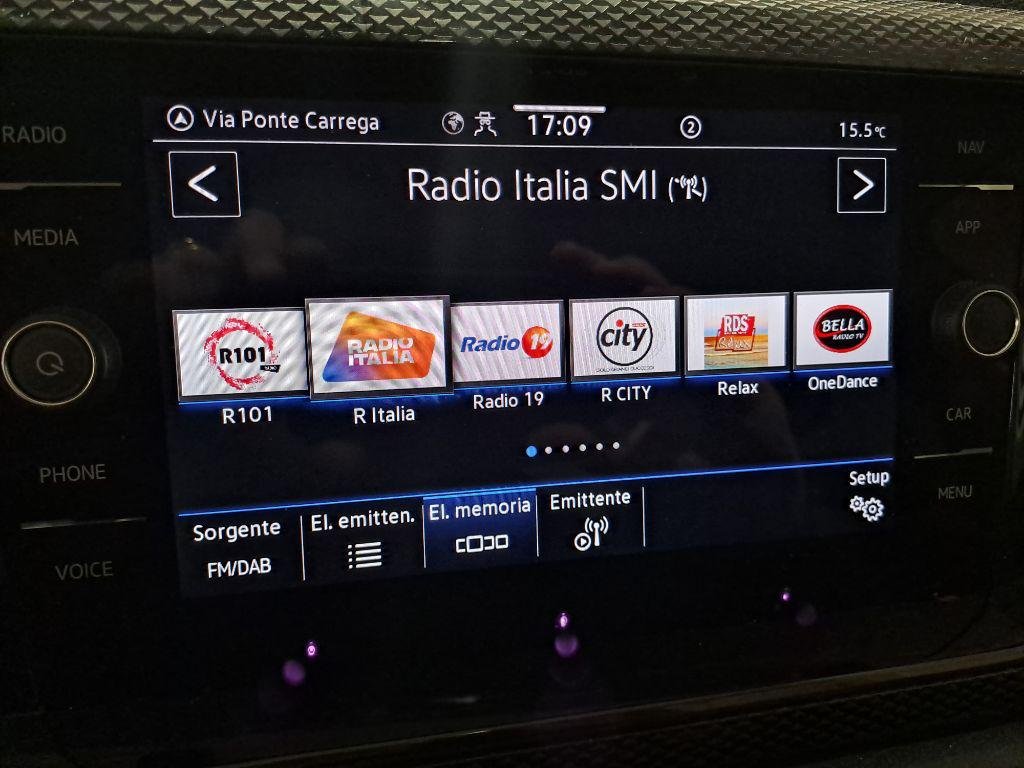 RADIO
MEDIA
PHONE
VOICE
Via Ponte Carrega
17:09
2
15.5°C
Radio Italia SMI
R101
R101
RADIO ITALIA
R Italia
Radio 19
Radio 19
city
R CITY
RDS
Relax
Relax
BELLA
RADIO TV
OneDance
Sorgente
FM/DAB
El. emitten.
El. memoria
Emittente
Setup
NAV
APP
CAR
MENU